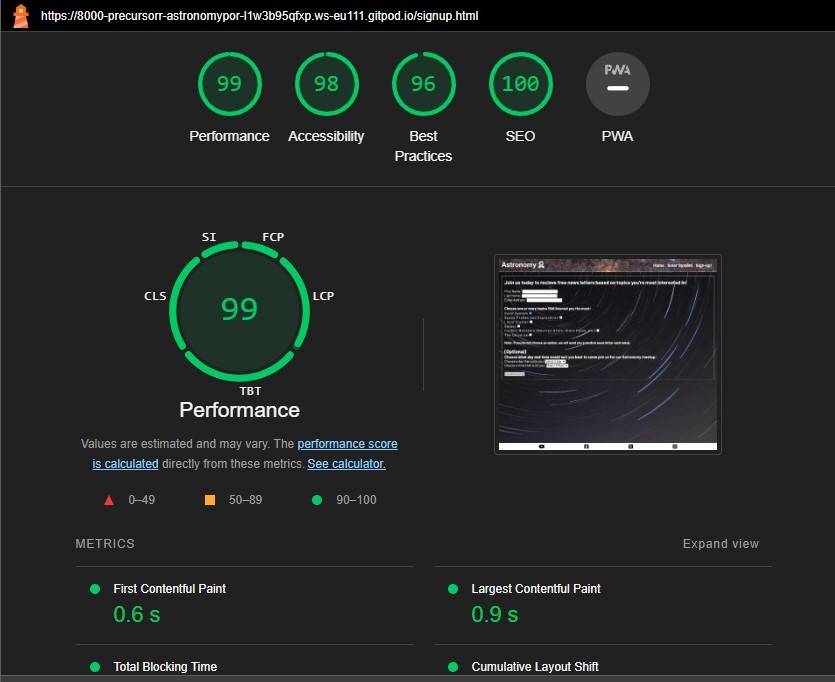 https://8000-precursorr-astronomypor-l1w3b95qfxp.ws-eu111.gitpod.io/signup.html
99
98
96
100
PWA
Performance
Accessibility
Best
Practices
SEO
PWA
SI
FCP
CLS
LCP
99
TBT
Performance
Values are estimated and may vary. The performance score
is calculated directly from these metrics. See calculator.
0–49
50–89
90–100
Astronomy
Home Solar System Sign-up!
Join us today to recieve free news letters based on topics you're most interested in!
METRICS
Expand view
First Contentful Paint
0.6 s
Largest Contentful Paint
0.9 s
Total Blocking Time
Cumulative Layout Shift